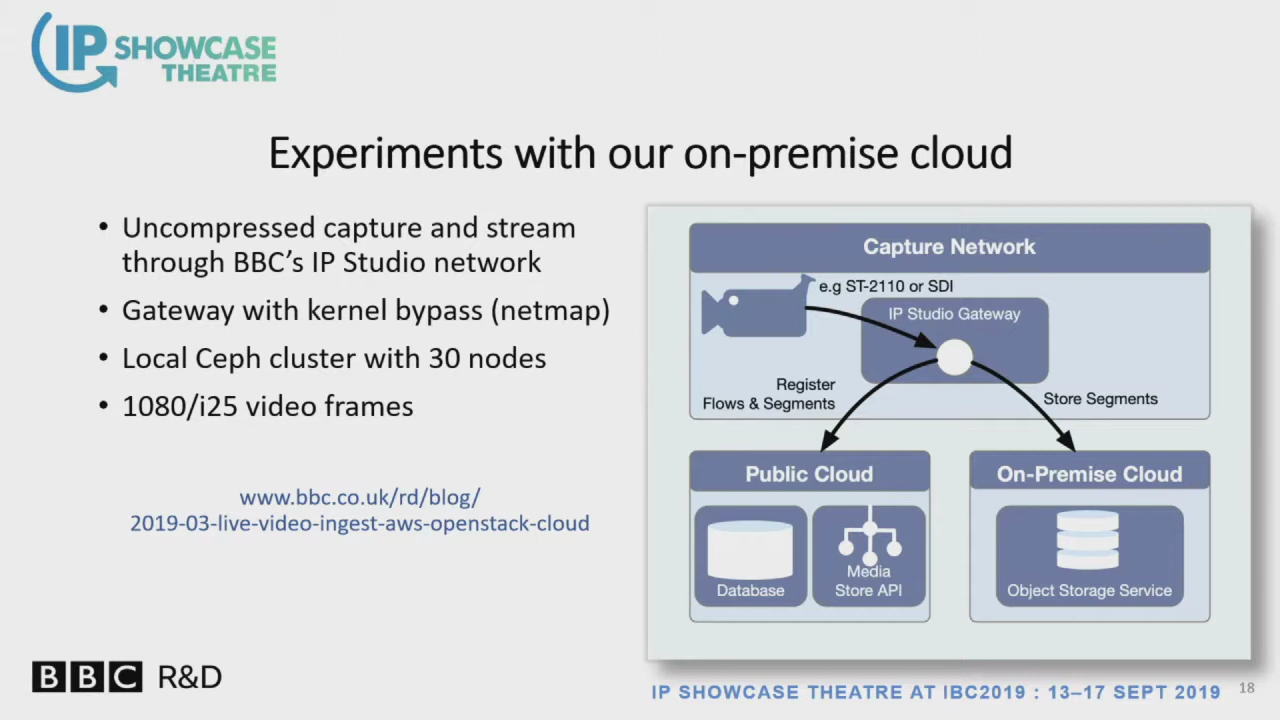 IP SHOWCASE
THEATRE
Experiments with our on-premise cloud
• Uncompressed capture and stream
through BBC’s IP Studio network
• Gateway with kernel bypass (netmap)
• Local Ceph cluster with 30 nodes
• 1080/i25 video frames
www.bbc.co.uk/rd/blog/
2019-03-live-video-ingest-aws-openstack-cloud
Capture Network
e.g ST-2110 or SDI
IP Studio Gateway
Register
Flows & Segments
Store Segments
Public Cloud
Database
Media
Store API
On-Premise Cloud
Object Storage Service
BBC R&D
IP SHOWCASE THEATRE AT IBC2019 : 13–17 SEPT 2019
18